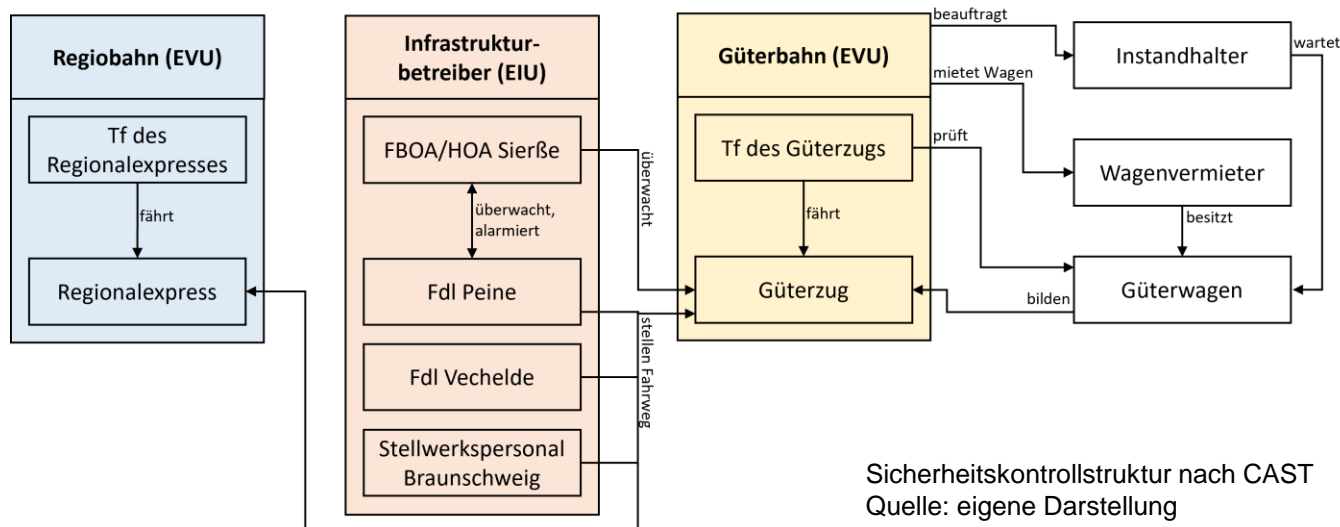 Regiobahn (EVU)
Tf des
Regionalexpresses
fährt
Regionalexpress
Infrastruktur-
betreiber (EIU)
FBOA/HOA Sierße
überwacht,
alarmiert
Fdl Peine
Fdl Vechelde
Stellwerkspersonal
Braunschweig
überwacht
stellen Fahrweg
Güterbahn (EVU)
Tf des Güterzugs
fährt
Güterzug
beauftragt
mietet Wagen
prüft
bilden
Instandhalter
wartet
Wagenvermieter
besitzt
Güterwagen
Sicherheitskontrollstruktur nach CAST
Quelle: eigene Darstellung